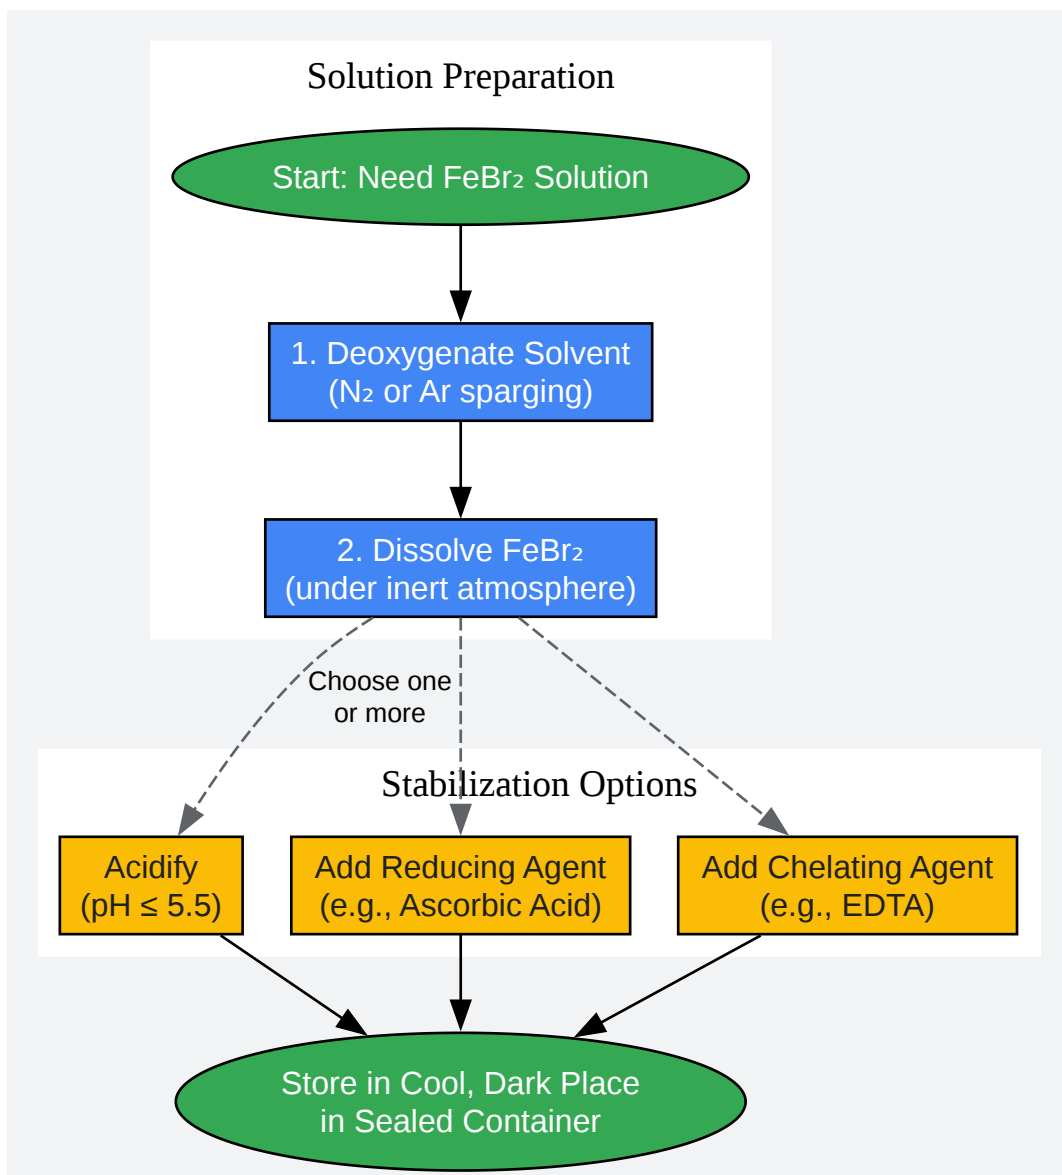 Solution Preparation
Start: Need FeBr₂ Solution
1. Deoxygenate Solvent
(N₂ or Ar sparging)
2. Dissolve FeBr₂
(under inert atmosphere)
Choose one
or more
Stabilization Options
Acidify
(pH ≤ 5.5)
Add Reducing Agent
(e.g., Ascorbic Acid)
Add Chelating Agent
(e.g., EDTA)
Store in Cool, Dark Place
in Sealed Container